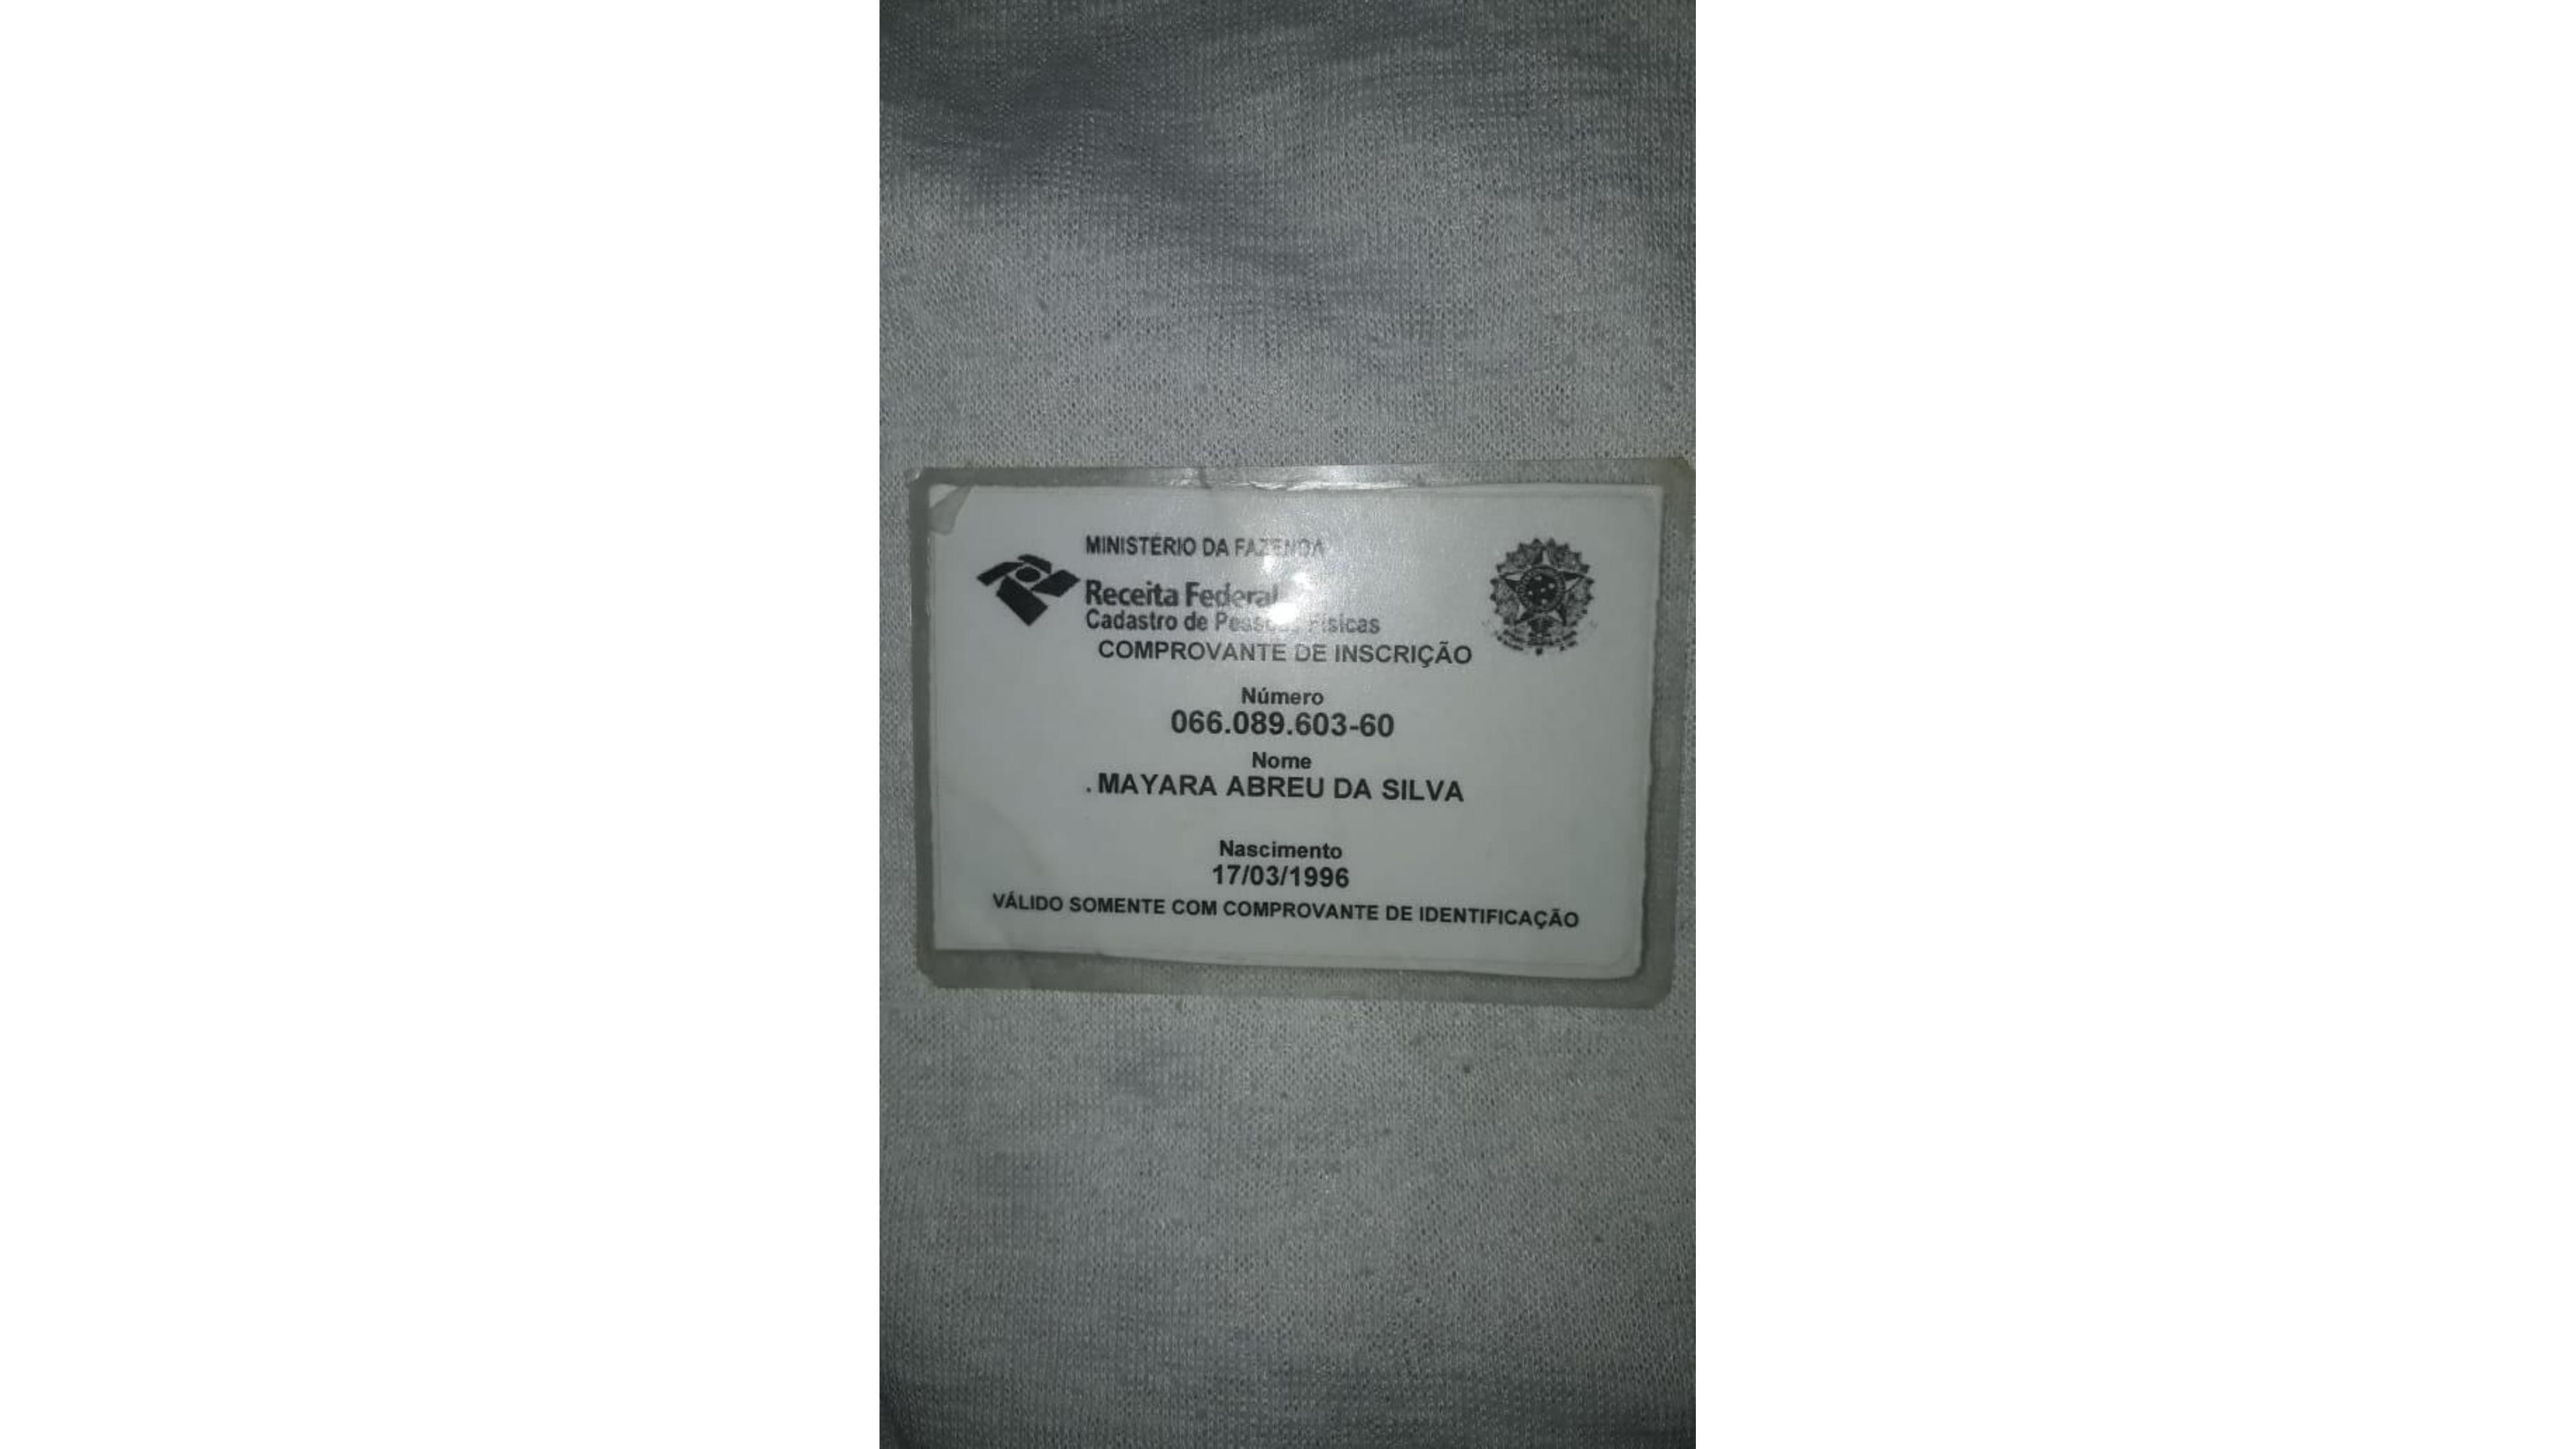 MINISTÉRIO DA FAZENDA
Receita Federal
Cadastro de Pessoas Físicas
COMPROVANTE DE INSCRIÇÃO
Número
066.089.603-60
Nome
. MAYARA ABREU DA SILVA
Nascimento
17/03/1996
VÁLIDO SOMENTE COM COMPROVANTE DE IDENTIFICAÇÃO